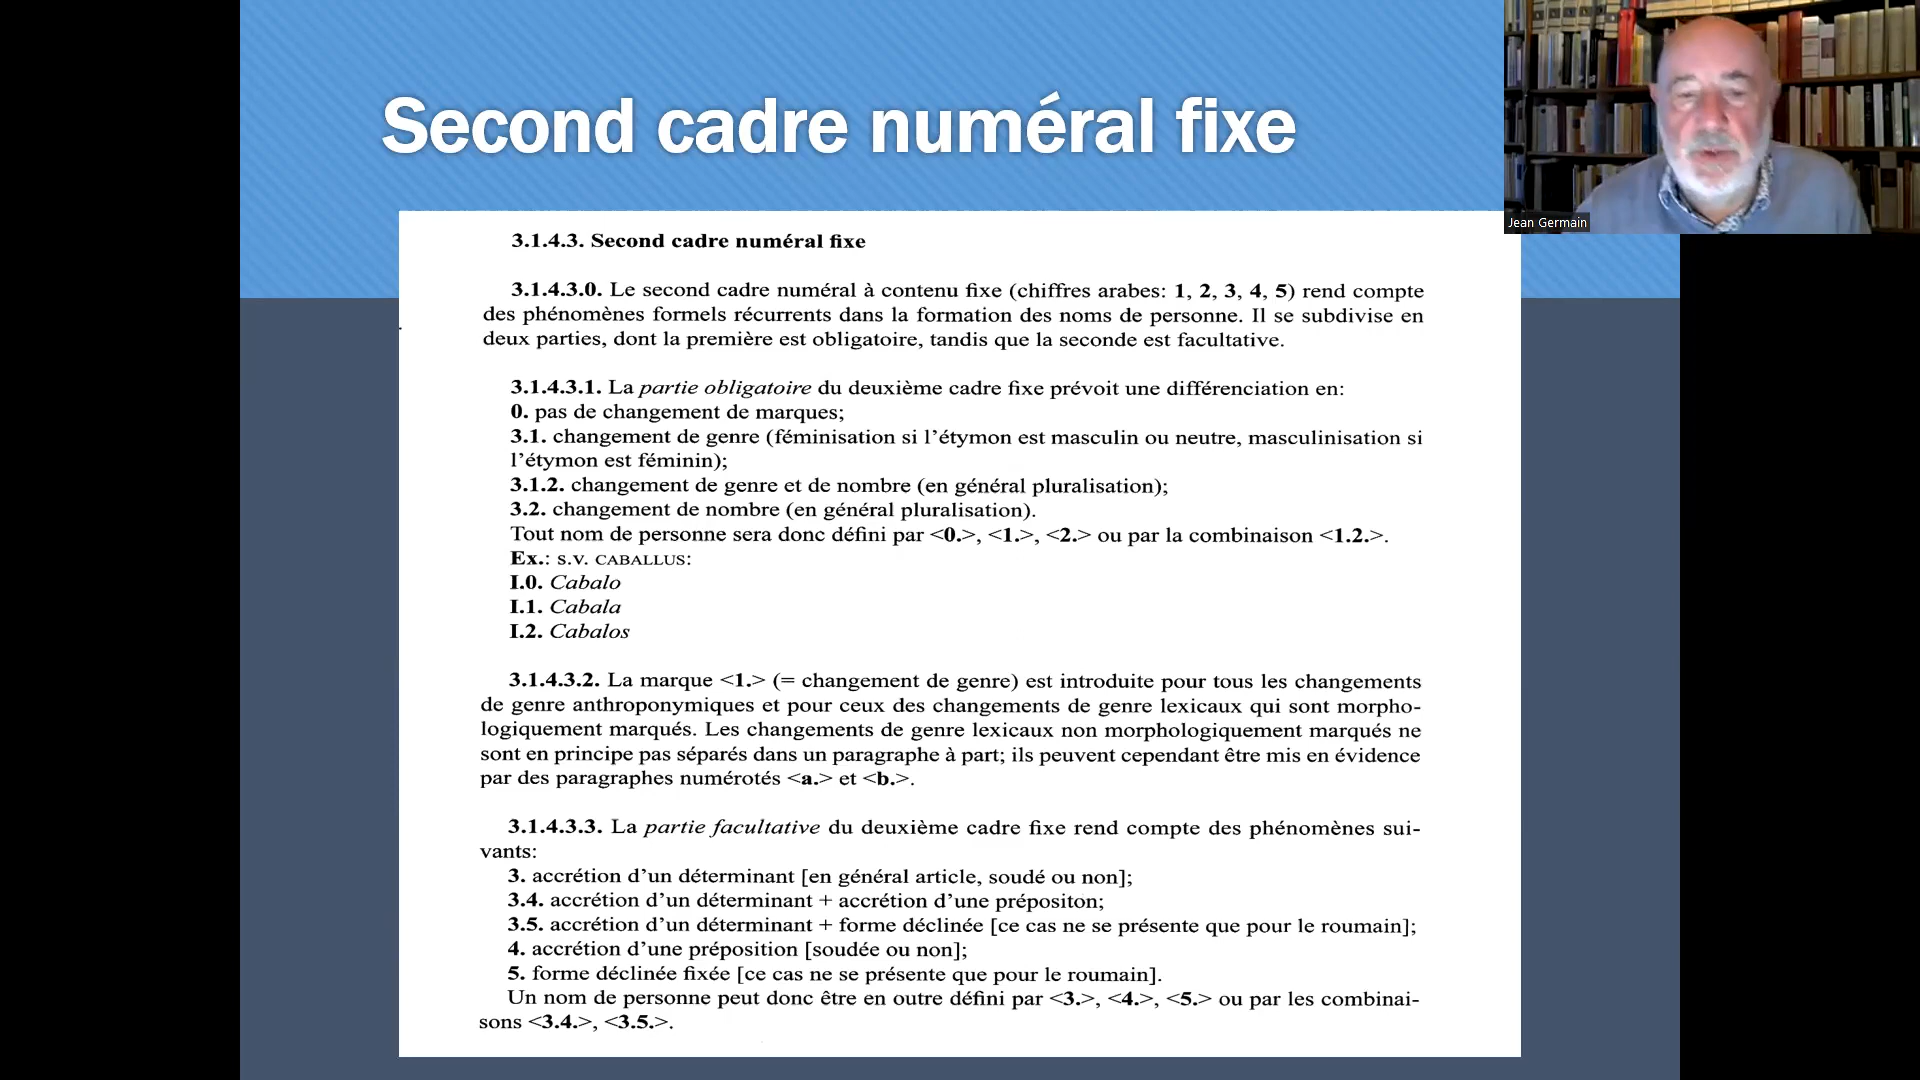 Second cadre numéral fixe
Jean Germain
3.1.4.3. Second cadre numéral fixe
3.1.4.3.0. Le second cadre numéral à contenu fixe (chiffres arabes: 1, 2, 3, 4, 5) rend compte
des phénomènes formels récurrents dans la formation des noms de personne. Il se subdivise en
deux parties, dont la première est obligatoire, tandis que la seconde est facultative.
3.1.4.3.1. La partie obligatoire du deuxième cadre fixe prévoit une différenciation en:
0. pas de changement de marques;
3.1. changement de genre (féminisation si l'étymon est masculin ou neutre, masculinisation si
l'étymon est féminin);
3.1.2. changement de genre et de nombre (en général pluralisation);
3.2. changement de nombre (en général pluralisation).
Tout nom de personne sera donc défini par <0.>, <1.>, <2.> ou par la combinaison <1.2.>.
Ex.: S.V. CABALLUS:
I.0. Cabalo
I.1. Cabala
I.2. Cabalos
3.1.4.3.2. La marque <1.> (= changement de genre) est introduite pour tous les changements
de genre anthroponymiques et pour ceux des changements de genre lexicaux qui sont morpho-
logiquement marqués. Les changements de genre lexicaux non morphologiquement marqués ne
sont en principe pas séparés dans un paragraphe à part; ils peuvent cependant être mis en évidence
par des paragraphes numérotés <a.> et <b.>.
3.1.4.3.3. La partie facultative du deuxième cadre fixe rend compte des phénomènes sui-
vants:
3. accrétion d'un déterminant [en général article, soudé ou non];
3.4. accrétion d'un déterminant + accrétion d'une prépositon;
3.5. accrétion d'un déterminant + forme déclinée [ce cas ne se présente que pour le roumain];
4. accrétion d'une préposition [soudée ou non];
5. forme déclinée fixée [ce cas ne se présente que pour le roumain].
Un nom de personne peut donc être en outre défini par <3.>, <4.>, <5.> ou par les combinai-
sons <3.4.>, <3.5.>.